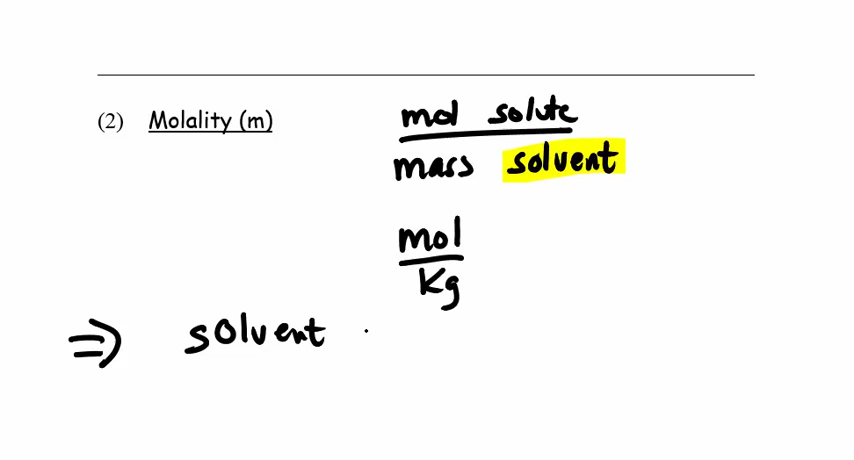 (2) Molality (m) mol solute
mass solvent
mol
Kg
⇒ solvent